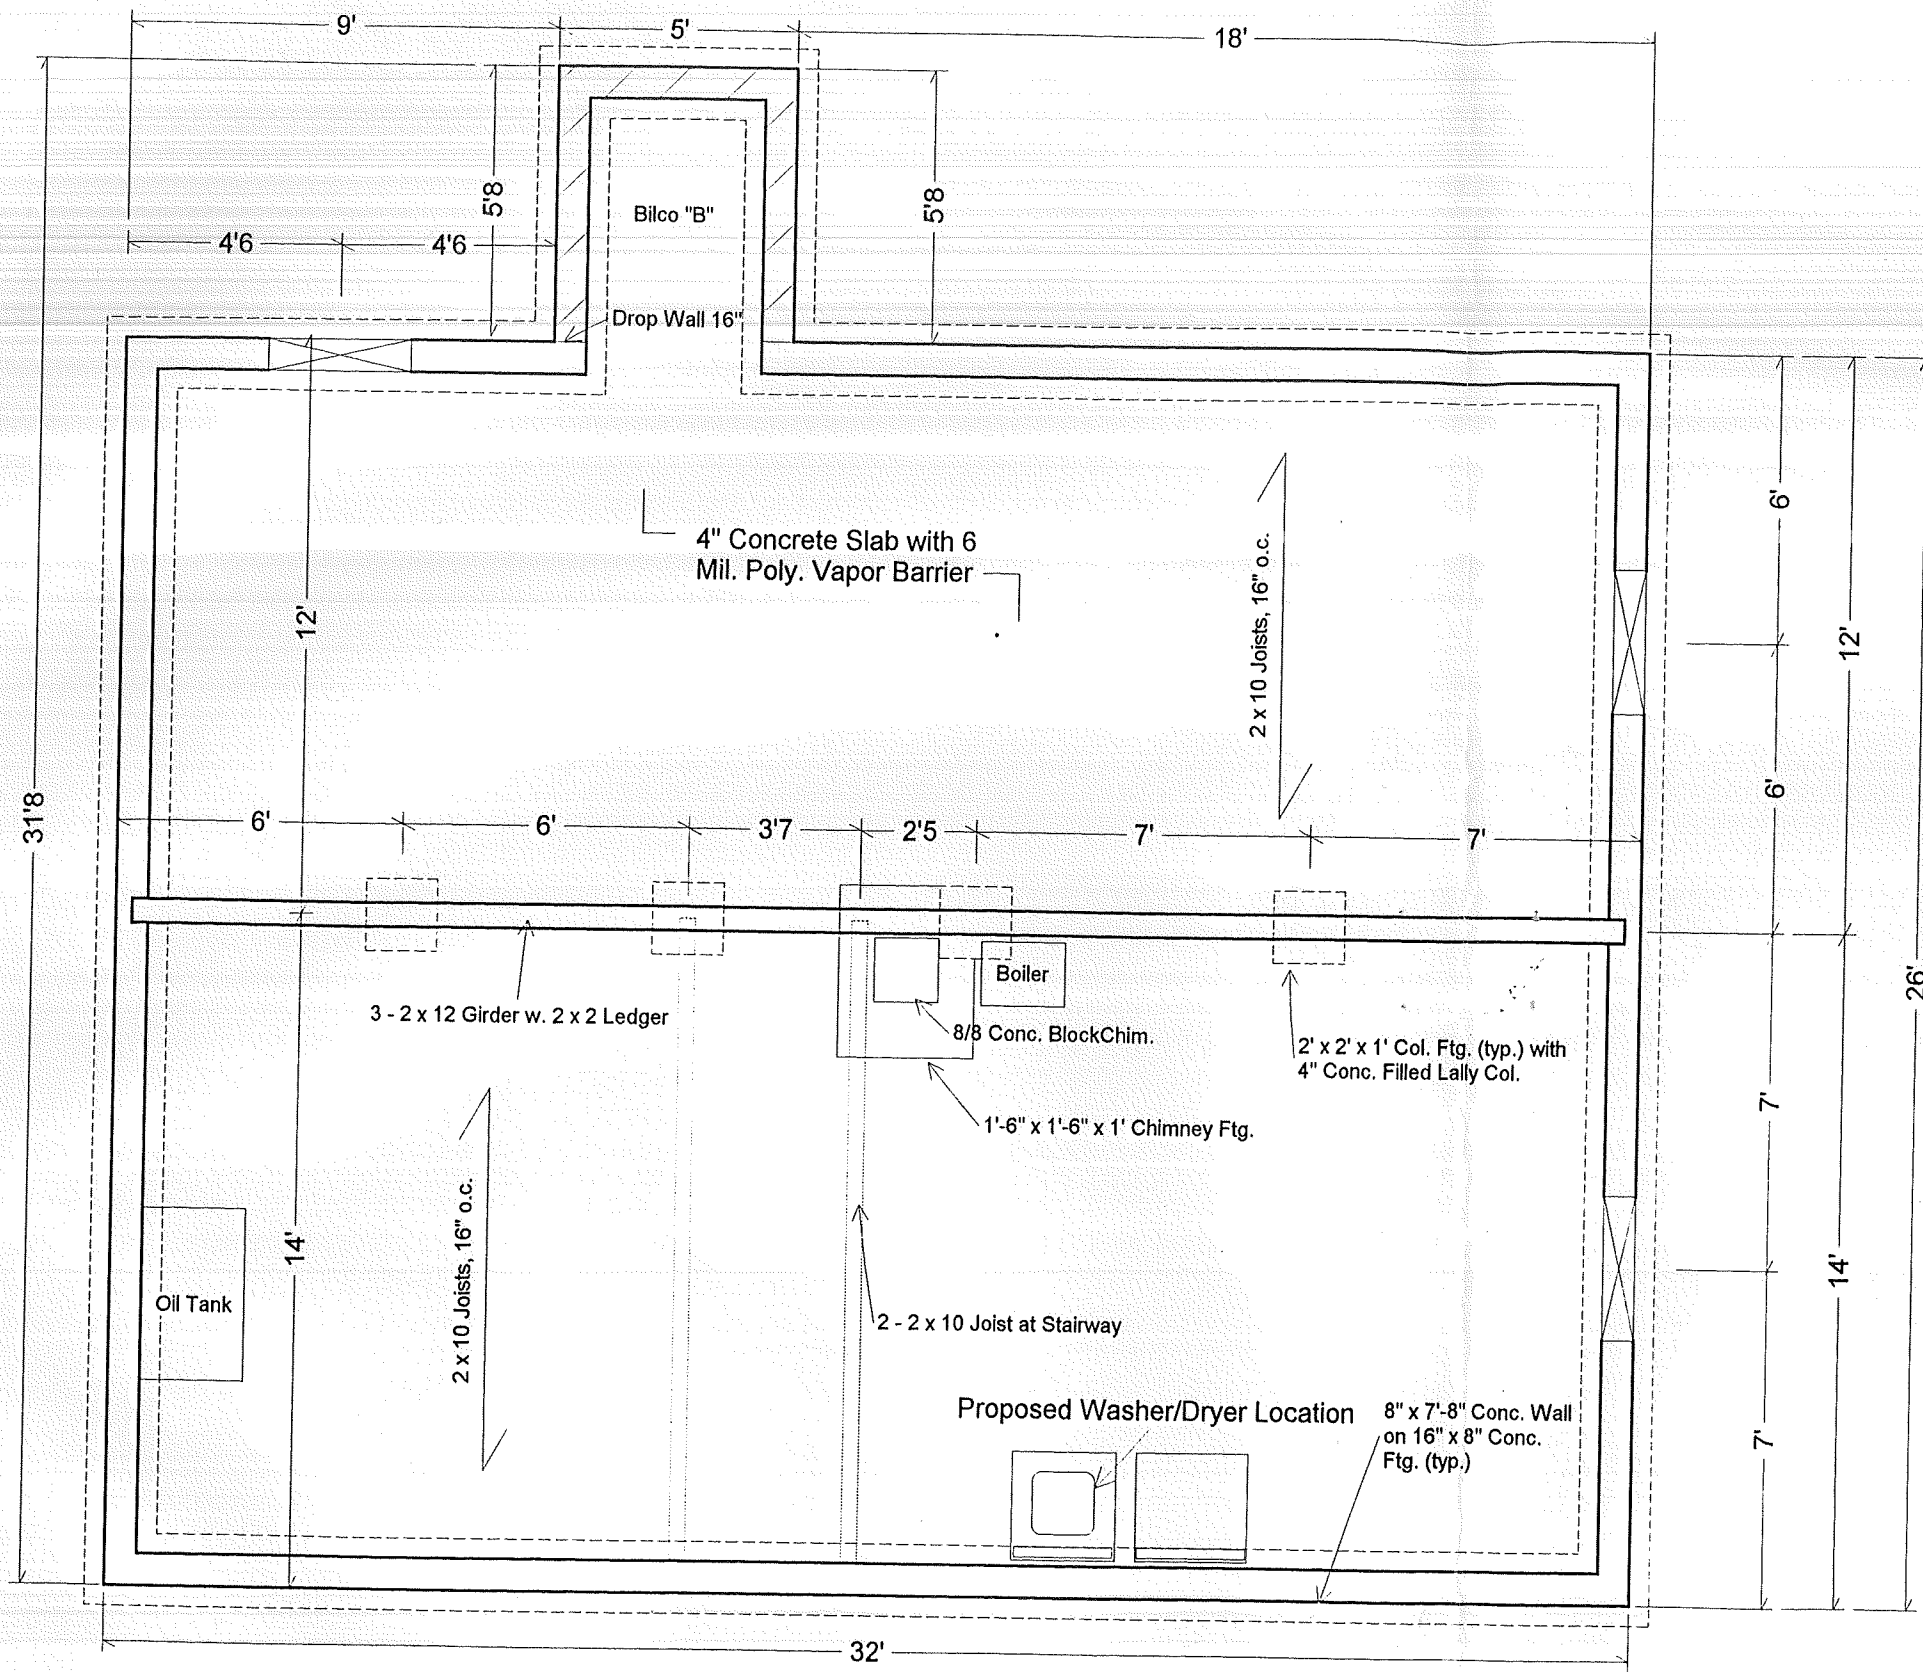 9'
5'
18'
5'8
5'8
Bilco "B"
4'6
4'6
Drop Wall 16"
6'
4" Concrete Slab with 6
Mil. Poly. Vapor Barrier
2 x 10 Joists, 16" o.c.
12'
12'
6'
31'8
6'
6'
3'7
2'5
7'
7'
26'
Boiler
3 - 2 x 12 Girder w. 2 x 2 Ledger
8/8 Conc. BlockChim.
2' x 2' x 1' Col. Ftg. (typ.) with
4" Conc. Filled Lally Col.
7'
1'-6" x 1'-6" x 1' Chimney Ftg.
14'
2 x 10 Joists, 16" o.c.
14'
Oil Tank
2 - 2 x 10 Joist at Stairway
Proposed Washer/Dryer Location
8" x 7'-8" Conc. Wall
on 16" x 8" Conc.
Ftg. (typ.)
7'
32'